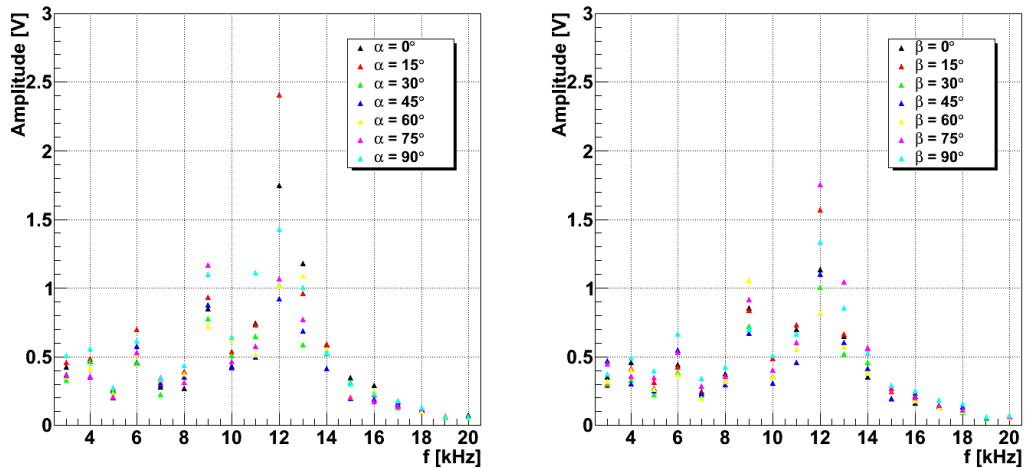 Amplitude [V]
3
2.5
2
1.5
1
0.5
0
α = 0°
α = 15°
α = 30°
α = 45°
α = 60°
α = 75°
α = 90°
4 6 8 10 12 14 16 18 20
f [kHz]
Amplitude [V]
3
2.5
2
1.5
1
0.5
0
β = 0°
β = 15°
β = 30°
β = 45°
β = 60°
β = 75°
β = 90°
4 6 8 10 12 14 16 18 20
f [kHz]